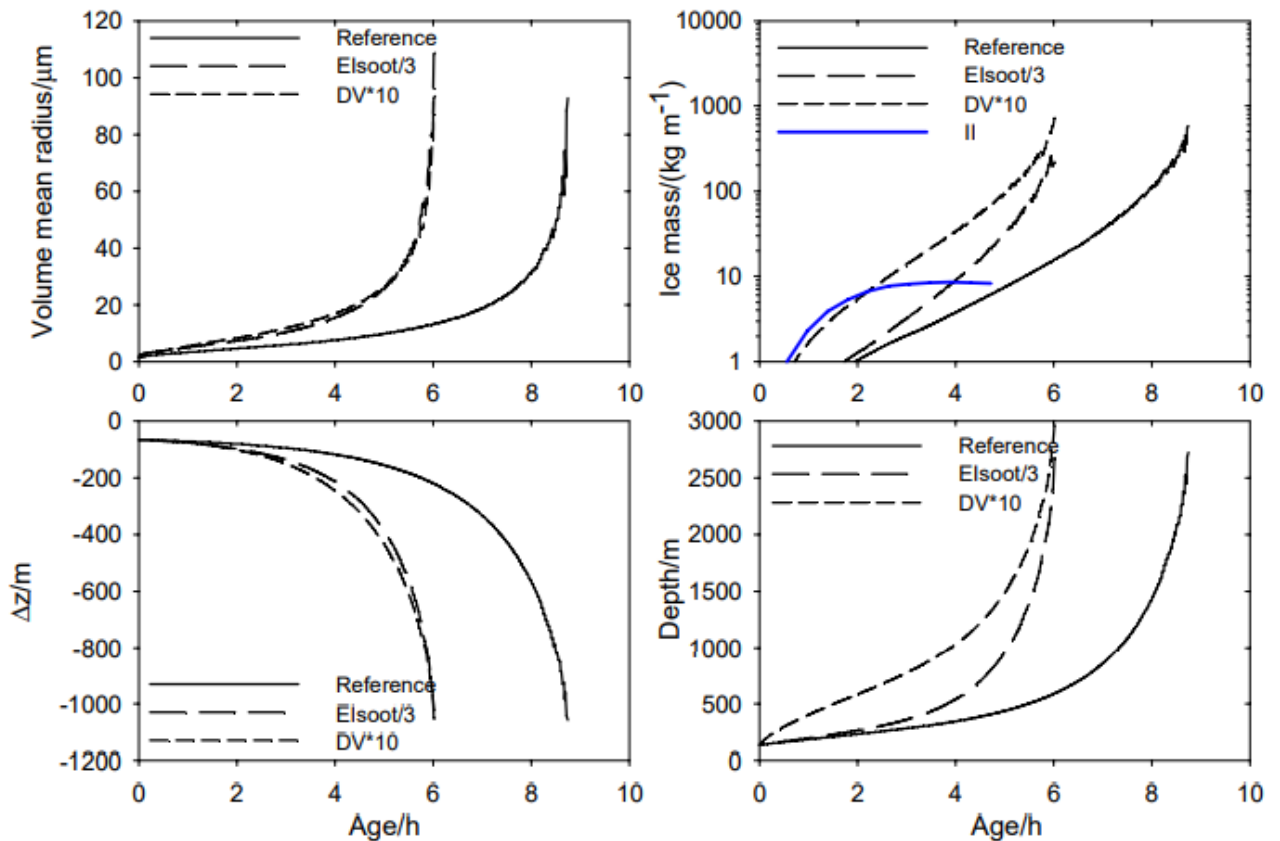 Volume mean radius/μm
120
100
80
60
40
20
0
Reference
EIsoot/3
DV*10
0 2 4 6 8 10
Ice mass/(kg m⁻¹)
10000
1000
100
10
1
Reference
EIsoot/3
DV*10
II
0 2 4 6 8 10
Δz/m
0
-200
-400
-600
-800
-1000
-1200
Reference
EIsoot/3
DV*10
0 2 4 6 8 10
Age/h
Depth/m
3000
2500
2000
1500
1000
500
0
Reference
EIsoot/3
DV*10
0 2 4 6 8 10
Age/h